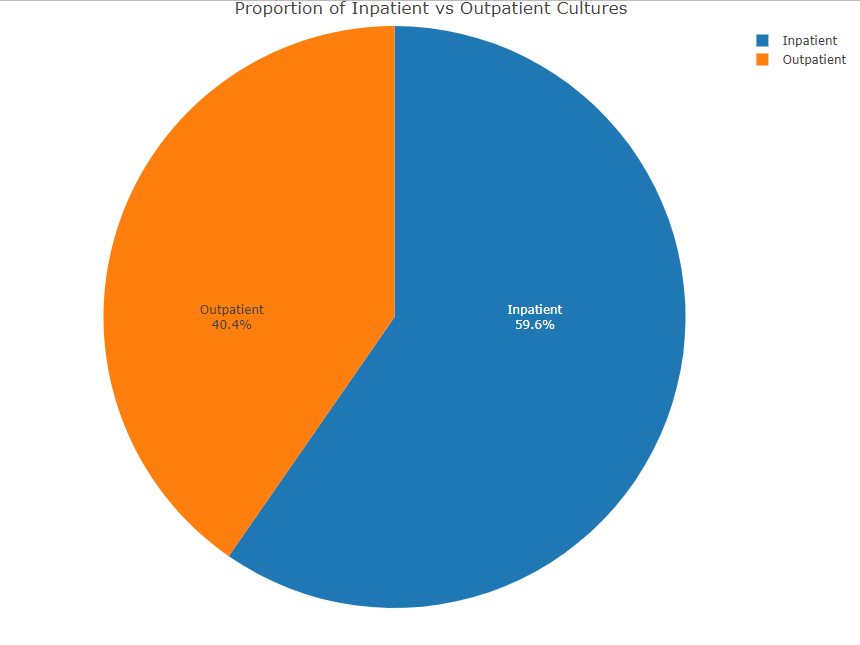 Proportion of Inpatient vs Outpatient Cultures
Inpatient
Outpatient
Outpatient
40.4%
Inpatient
59.6%